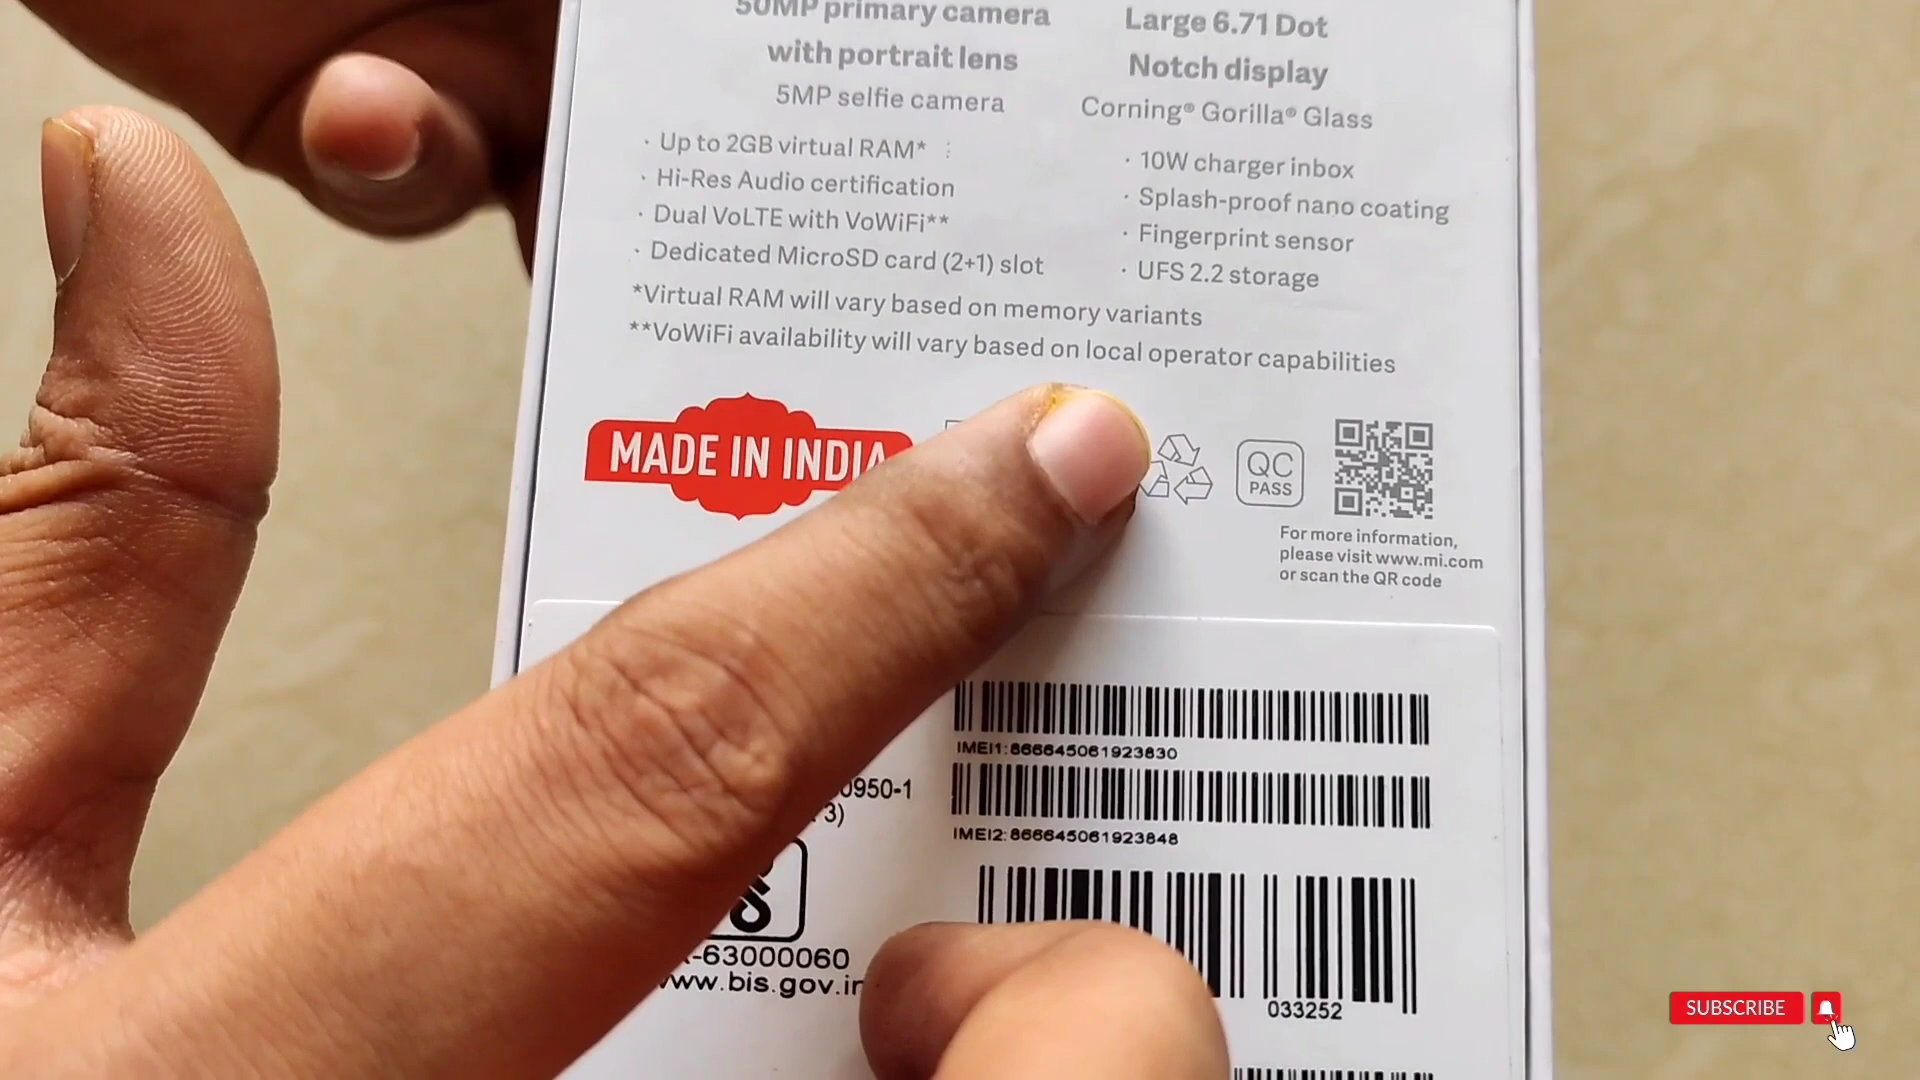 50MP primary camera
with portrait lens
5MP selfie camera
Large 6.71 Dot
Notch display
Corning® Gorilla® Glass
· Up to 2GB virtual RAM*
· Hi-Res Audio certification
· Dual VoLTE with VoWiFi**
· Dedicated MicroSD card (2+1) slot
· 10W charger inbox
· Splash-proof nano coating
· Fingerprint sensor
· UFS 2.2 storage
*Virtual RAM will vary based on memory variants
**VoWiFi availability will vary based on local operator capabilities
MADE IN INDIA
QC
PASS
For more information,
please visit www.mi.com
or scan the QR code
IMEI1:866645061923830
IMEI2:866645061923848
0950-1
3)
-63000060
www.bis.gov.in
033252
SUBSCRIBE